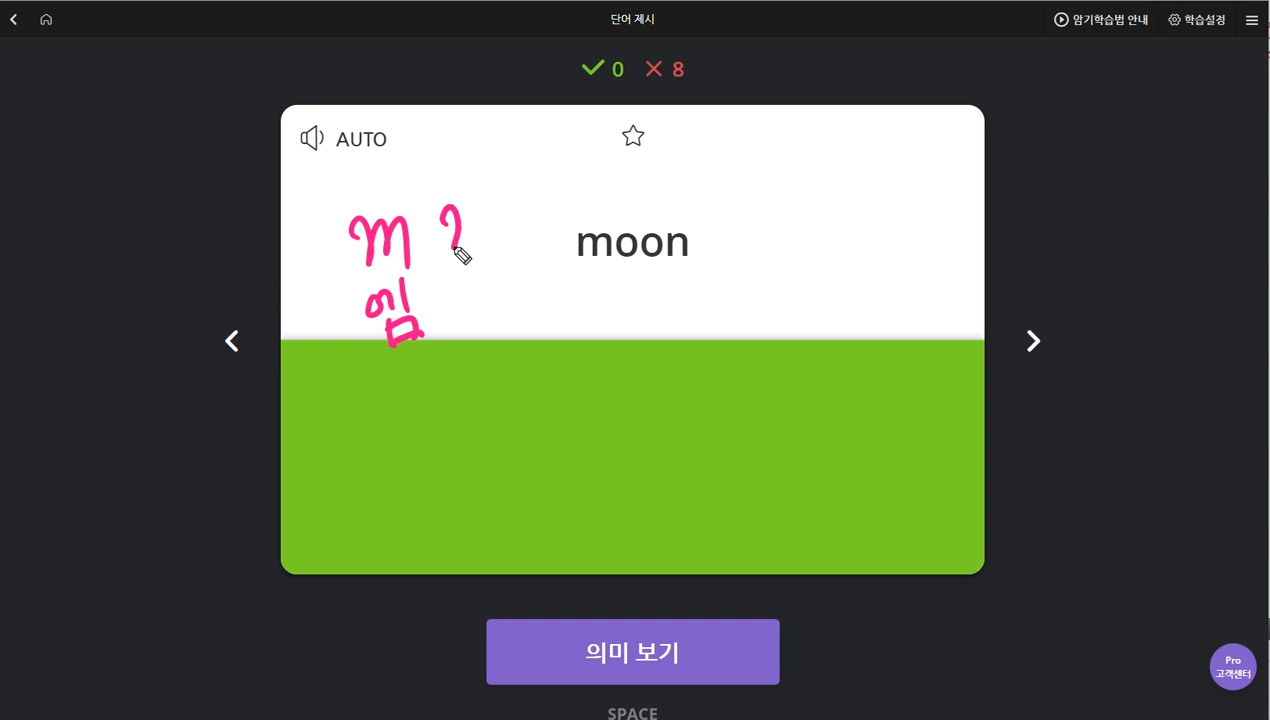 단어 제시
암기학습법 안내
학습설정
0
8
AUTO
moon
m
엠
의미 보기
SPACE
Pro
고객센터